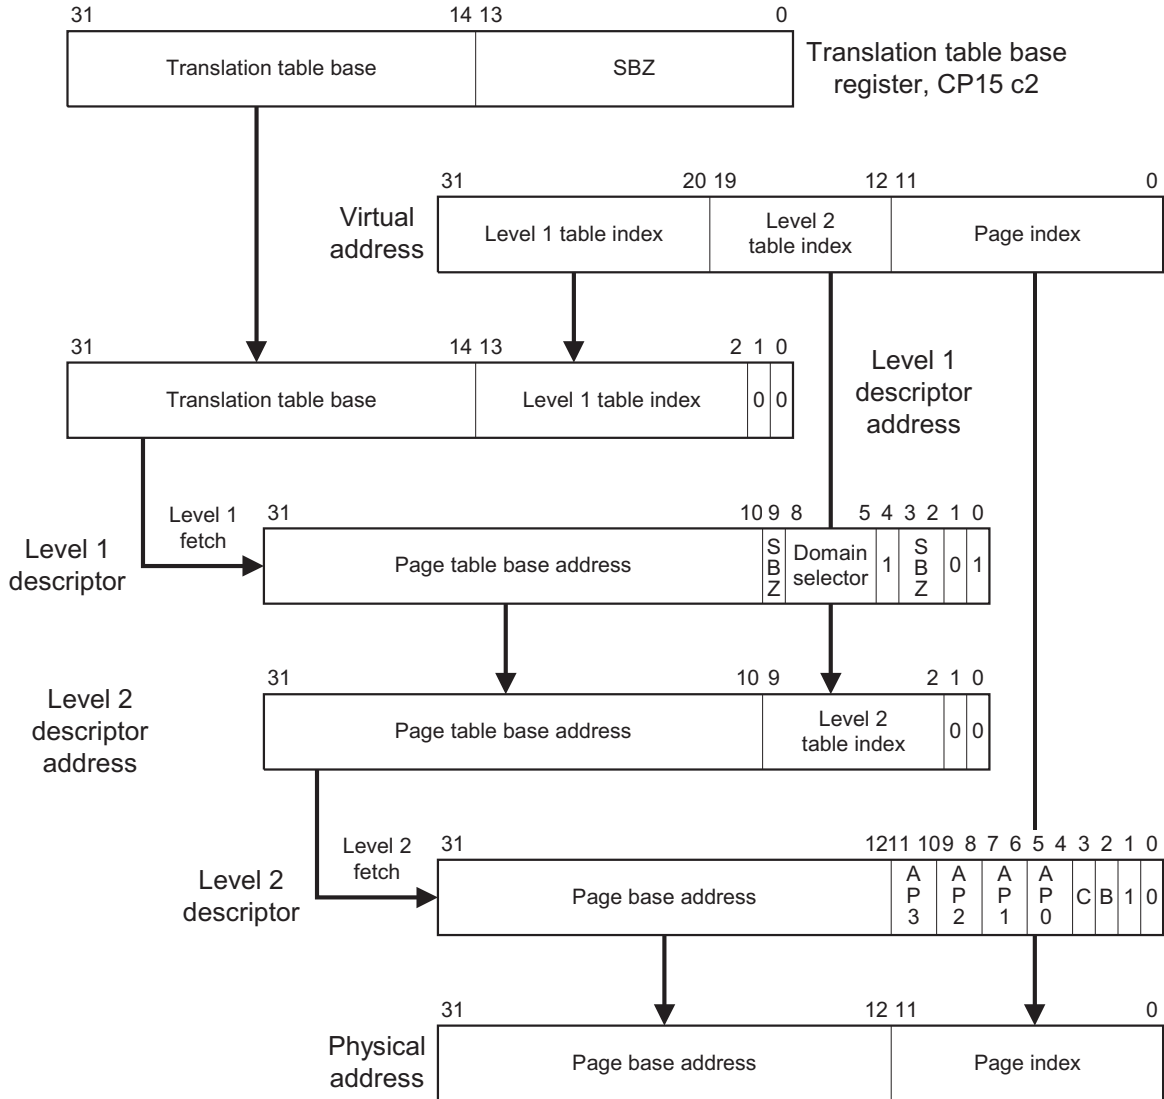 31 14 13 0
Translation table base SBZ
Translation table base
register, CP15 c2
31 20 19 12 11 0
Virtual
address
Level 1 table index
Level 2
table index
Page index
31 14 13 2 1 0
Translation table base Level 1 table index 0 0
Level 1
descriptor
address
Level 1
fetch
31 10 9 8 5 4 3 2 1 0
Level 1
descriptor
Page table base address
S
B
Z
Domain
selector
1
S
B
Z
0 1
31 10 9 2 1 0
Level 2
descriptor
address
Page table base address
Level 2
table index
0 0
Level 2
fetch
31 12 11 10 9 8 7 6 5 4 3 2 1 0
Level 2
descriptor
Page base address
A
P
3
A
P
2
A
P
1
A
P
0
C B 1 0
31 12 11 0
Physical
address
Page base address Page index